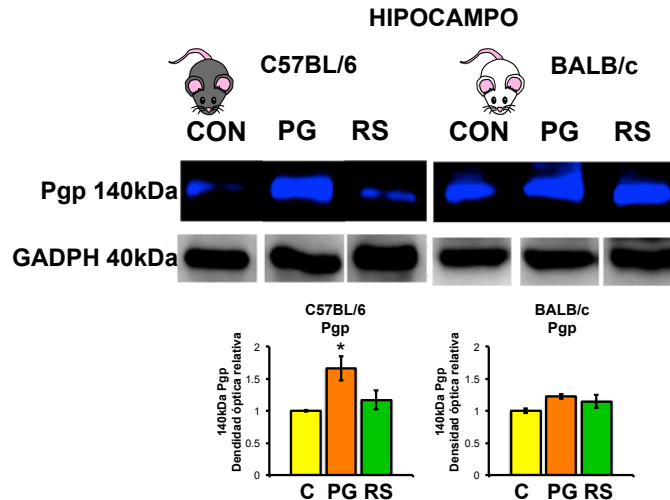 HIPOCAMPO
C57BL/6
BALB/c
CON PG RS
CON PG RS
Pgp 140kDa
GADPH 40kDa
C57BL/6
Pgp
140kDa Pgp
Dendidad óptica relativa
2
1.5
1
0.5
0
*
C PG RS
BALB/c
Pgp
140kDa Pgp
Densidad óptica relativa
2
1.5
1
0.5
0
C PG RS